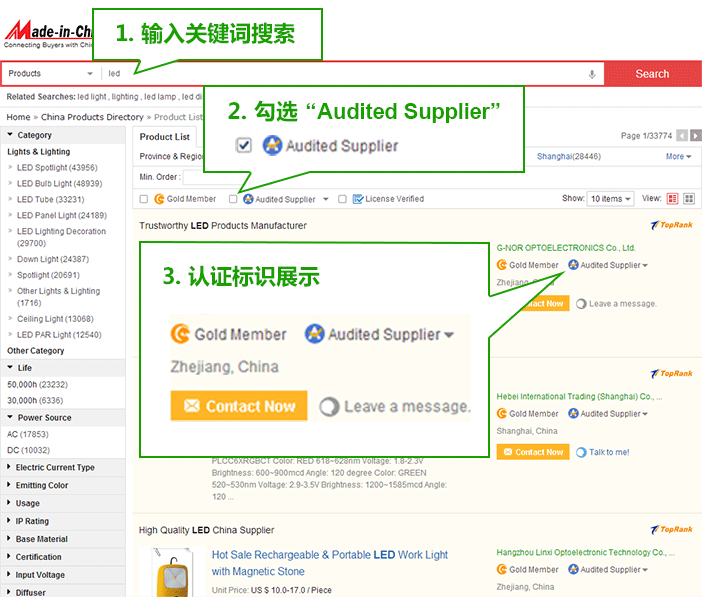 Made-in-Chi
Connecting Buyers with Chin
1. 输入关键词搜索
Products
led
Search
Related Searches: led light , lighting , led lamp , led di
2. 勾选 “Audited Supplier”
Audited Supplier
Home » China Products Directory » Product List
Category
Lights & Lighting
LED Spotlight (43956)
LED Bulb Light (48939)
LED Tube (33231)
LED Panel Light (24189)
LED Lighting Decoration
(29700)
Down Light (24387)
Spotlight (20691)
Other Lights & Lighting
(1716)
Ceiling Light (13068)
LED PAR Light (12540)
Other Category
Life
50,000h (23232)
30,000h (6336)
Power Source
AC (17853)
DC (10032)
Electric Current Type
Emitting Color
Usage
IP Rating
Base Material
Certification
Input Voltage
Diffuser
Product List
Page 1/33774
Province & Region
Shanghai(28446)
More
Min. Order :
Gold Member
Audited Supplier
License Verified
Show: 10 items
View:
Trustworthy LED Products Manufacturer
TopRank
G-NOR OPTOELECTRONICS Co., Ltd.
Gold Member
Audited Supplier
Zhejiang,
ct Now
Leave a message.
3. 认证标识展示
Gold Member
Audited Supplier
Zhejiang, China
Contact Now
Leave a message.
TopRank
Hebei International Trading (Shanghai) Co., ...
Gold Member
Audited Supplier
Shanghai, China
Contact Now
Talk to me!
PLCC6XRGBCT Color: RED 618~628nm Voltage: 1.8-2.3V
Brightness: 600~900mcd Angle: 120 degree Color: GREEN
520~530nm Voltage: 2.9-3.5V Brightness: 1200~1585mcd Angle:
120 ...
High Quality LED China Supplier
TopRank
Hot Sale Rechargeable & Portable LED Work Light
with Magnetic Stone
Unit Price: US $ 10.0-17.0 / Piece
Hangzhou Linxi Optoelectronic Technology Co., ...
Gold Member
Audited Supplier
Zhejiang, China